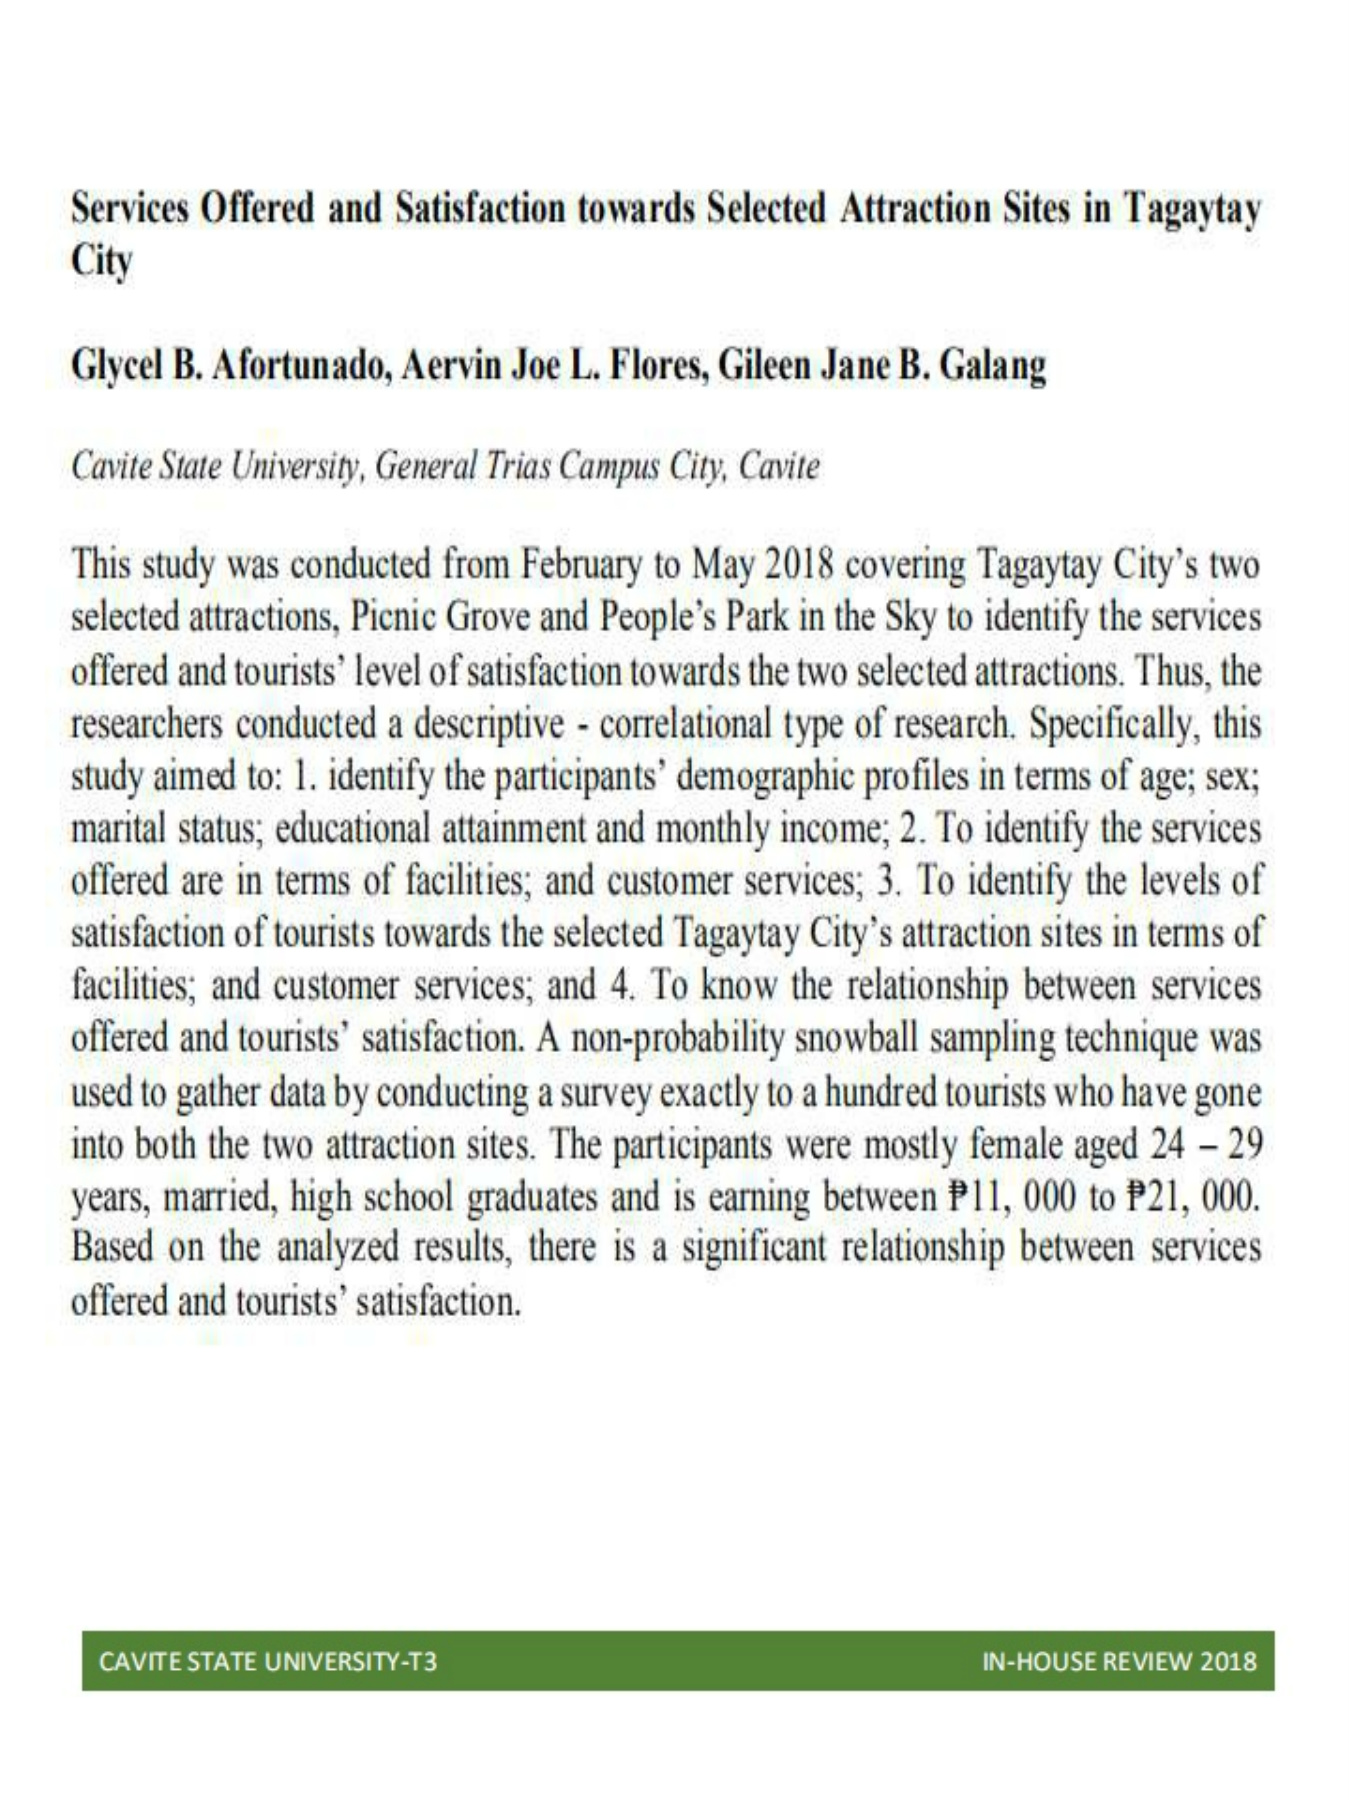 Services Offered and Satisfaction towards Selected Attraction Sites in Tagaytay
City
Glycel B. Afortunado, Aervin Joe L. Flores, Gileen Jane B. Galang
Cavite State University, General Trias Campus City, Cavite
This study was conducted from February to May 2018 covering Tagaytay City’s two
selected attractions, Picnic Grove and People’s Park in the Sky to identify the services
offered and tourists’ level of satisfaction towards the two selected attractions. Thus, the
researchers conducted a descriptive - correlational type of research. Specifically, this
study aimed to: 1. identify the participants’ demographic profiles in terms of age; sex;
marital status; educational attainment and monthly income; 2. To identify the services
offered are in terms of facilities; and customer services; 3. To identify the levels of
satisfaction of tourists towards the selected Tagaytay City’s attraction sites in terms of
facilities; and customer services; and 4. To know the relationship between services
offered and tourists’ satisfaction. A non-probability snowball sampling technique was
used to gather data by conducting a survey exactly to a hundred tourists who have gone
into both the two attraction sites. The participants were mostly female aged 24 – 29
years, married, high school graduates and is earning between ₱11, 000 to ₱21, 000.
Based on the analyzed results, there is a significant relationship between services
offered and tourists’ satisfaction.
CAVITE STATE UNIVERSITY-T3 IN-HOUSE REVIEW 2018